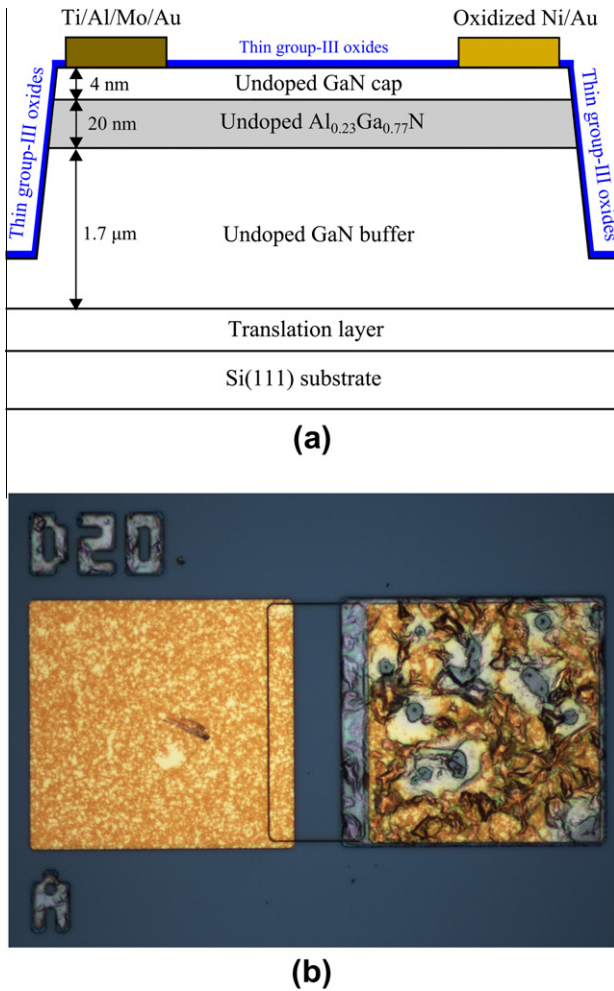 Ti/Al/Mo/Au
Oxidized Ni/Au
Thin group-III oxides
4 nm
Undoped GaN cap
20 nm
Undoped Al₀.₂₃Ga₀.₇₇N
Thin group-III oxides
Thin group-III oxides
1.7 μm
Undoped GaN buffer
Translation layer
Si(111) substrate
(a)
D20
A
(b)